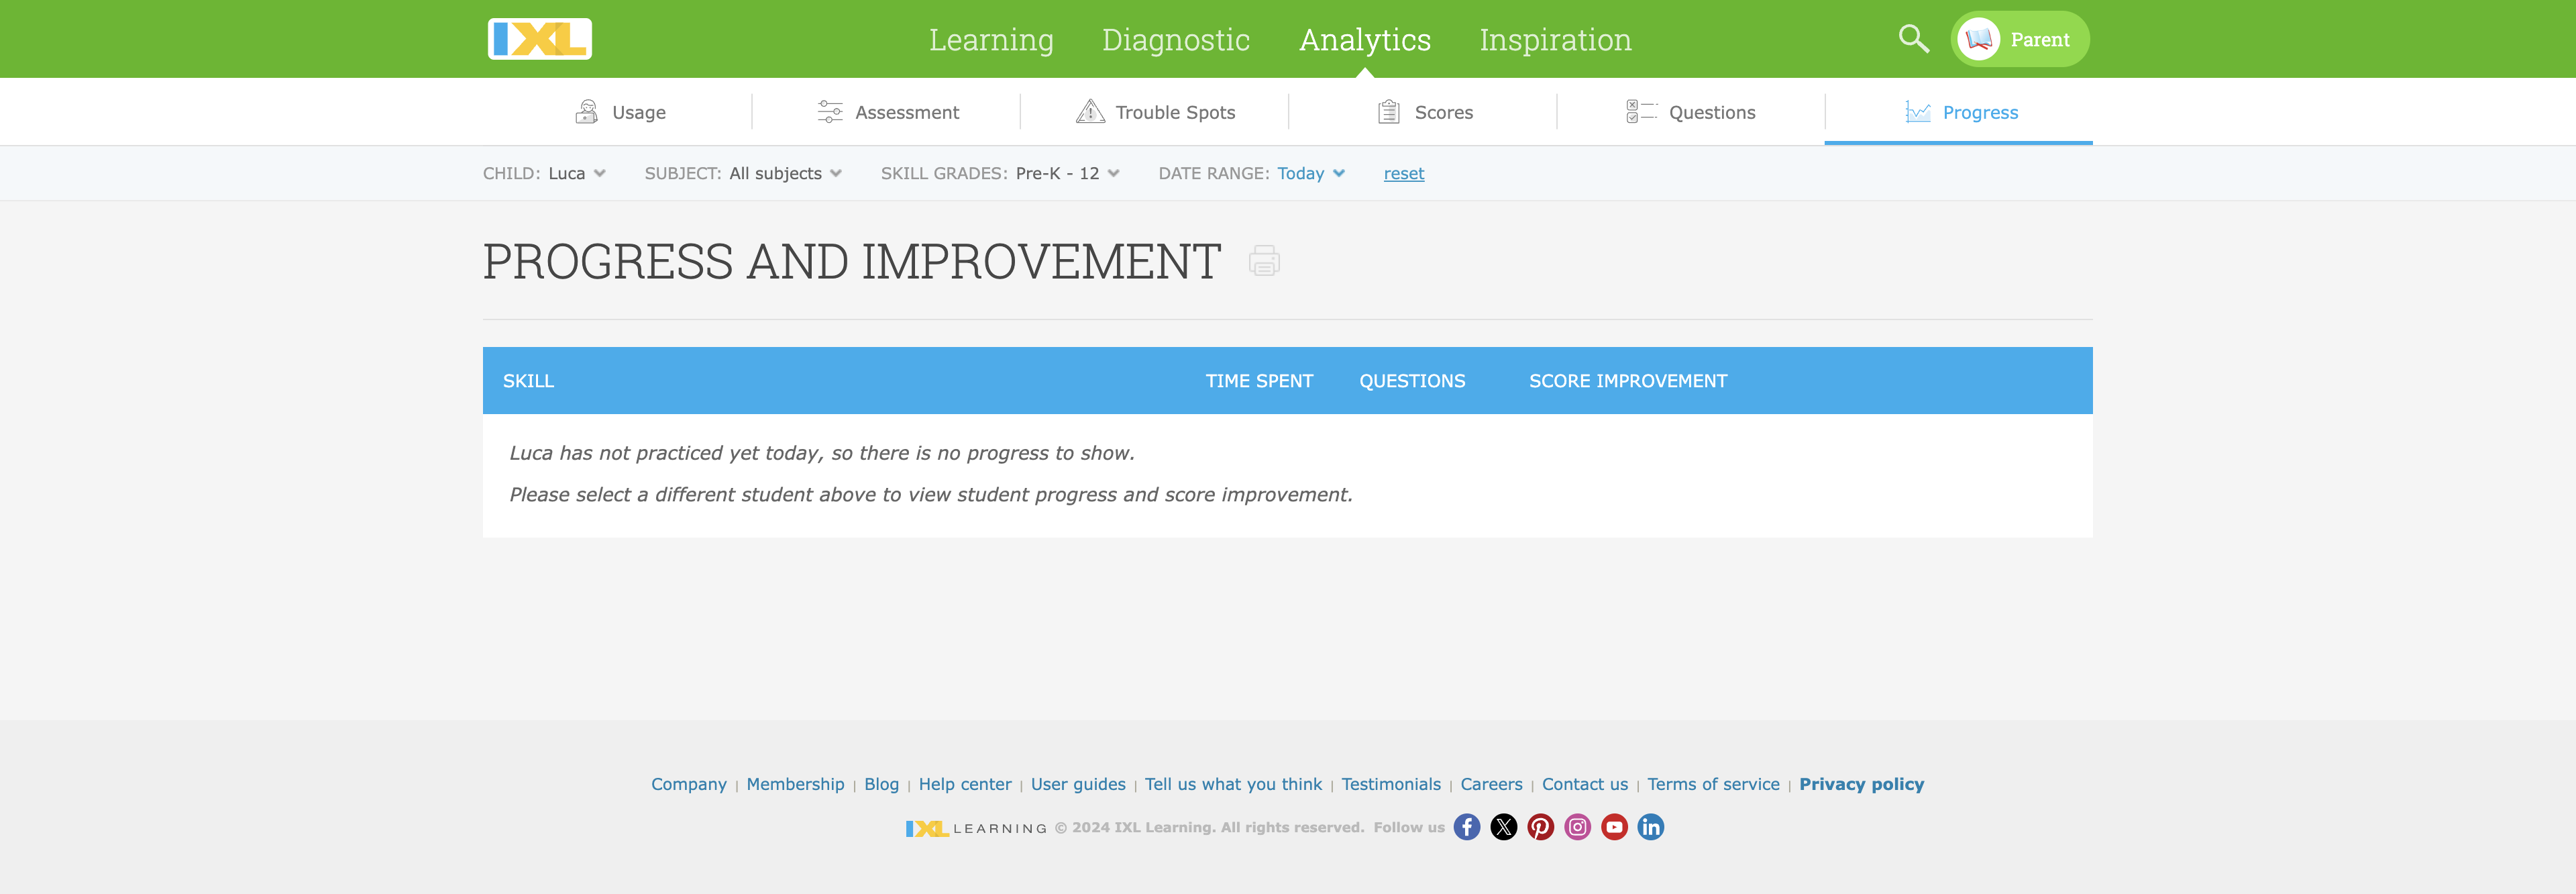 IXL Learning Diagnostic Analytics Inspiration Parent
Usage Assessment Trouble Spots Scores Questions Progress
CHILD: Luca SUBJECT: All subjects SKILL GRADES: Pre-K - 12 DATE RANGE: Today reset
PROGRESS AND IMPROVEMENT
SKILL TIME SPENT QUESTIONS SCORE IMPROVEMENT
Luca has not practiced yet today, so there is no progress to show.
Please select a different student above to view student progress and score improvement.
Company | Membership | Blog | Help center | User guides | Tell us what you think | Testimonials | Careers | Contact us | Terms of service | Privacy policy
IXL LEARNING © 2024 IXL Learning. All rights reserved. Follow us